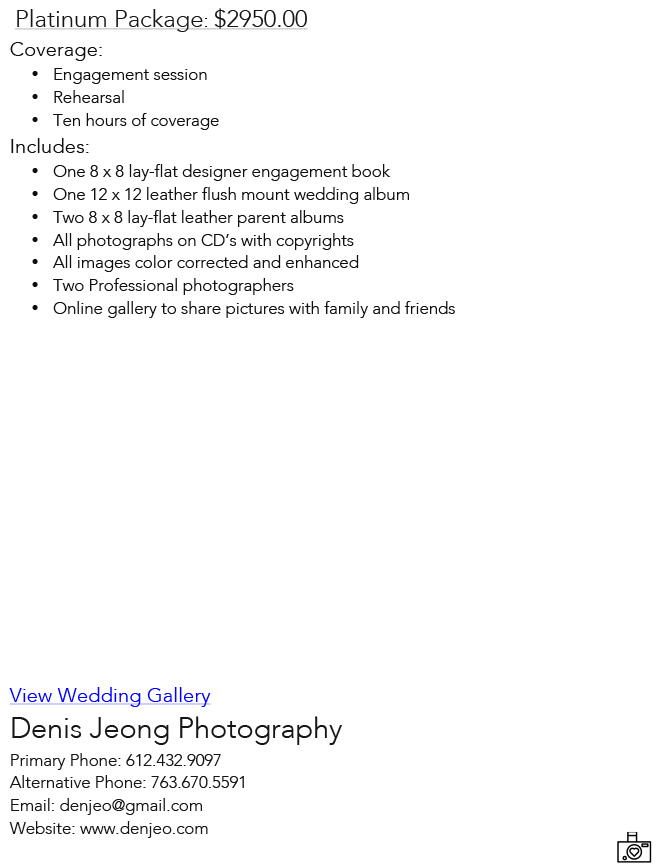 Platinum Package: $2950.00
Coverage:
• Engagement session
• Rehearsal
• Ten hours of coverage
Includes:
• One 8 x 8 lay-flat designer engagement book
• One 12 x 12 leather flush mount wedding album
• Two 8 x 8 lay-flat leather parent albums
• All photographs on CD’s with copyrights
• All images color corrected and enhanced
• Two Professional photographers
• Online gallery to share pictures with family and friends
View Wedding Gallery
Denis Jeong Photography
Primary Phone: 612.432.9097
Alternative Phone: 763.670.5591
Email: denjeo@gmail.com
Website: www.denjeo.com